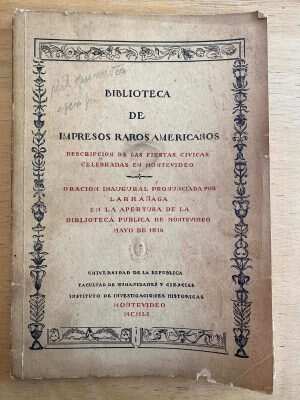 BIBLIOTECA
DE
IMPRESOS RAROS AMERICANOS
DESCRIPCION DE LAS FIESTAS CIVICAS
CELEBRADAS EN MONTEVIDEO
ORACION INAUGURAL PRONUNCIADA POR
LARRAÑAGA
EN LA APERTURA DE LA
BIBLIOTECA PUBLICA DE MONTEVIDEO
MAYO DE 1816
UNIVERSIDAD DE LA REPUBLICA
FACULTAD DE HUMANIDADES Y CIENCIAS
INSTITUTO DE INVESTIGACIONES HISTORICAS
MONTEVIDEO
MCMLI